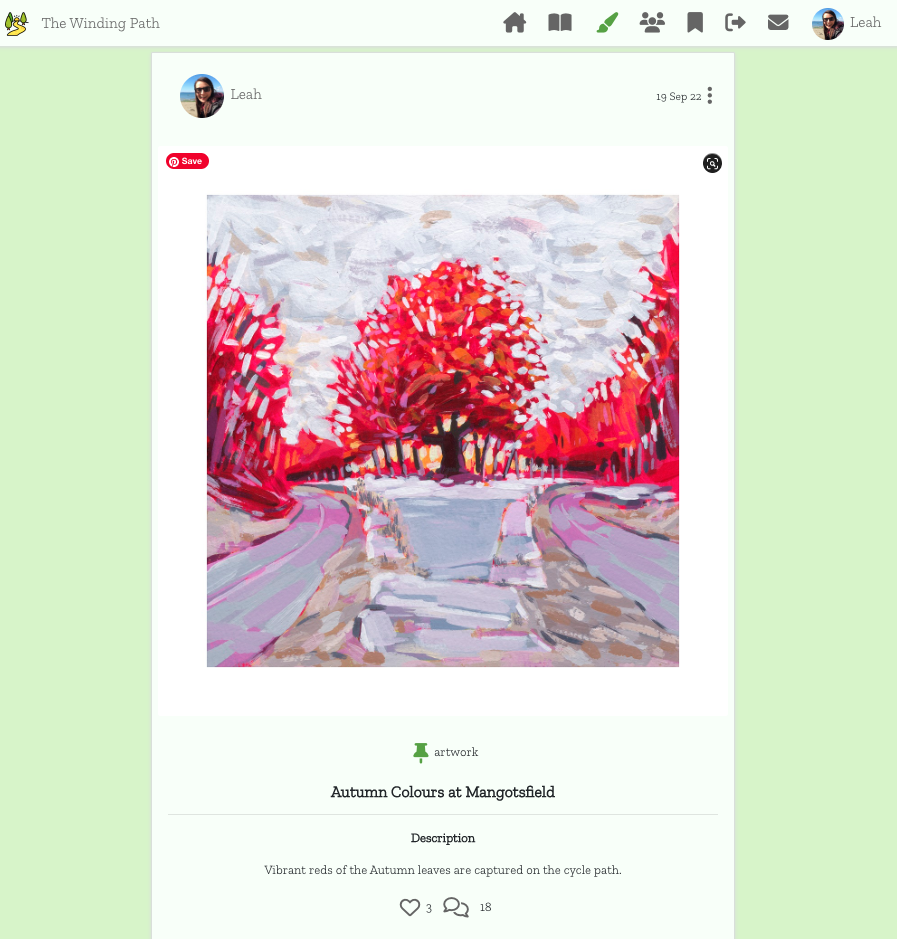 The Winding Path
Leah
Leah
19 Sep 22
Save
artwork
Autumn Colours at Mangotsfield
Description
Vibrant reds of the Autumn leaves are captured on the cycle path.
3
18